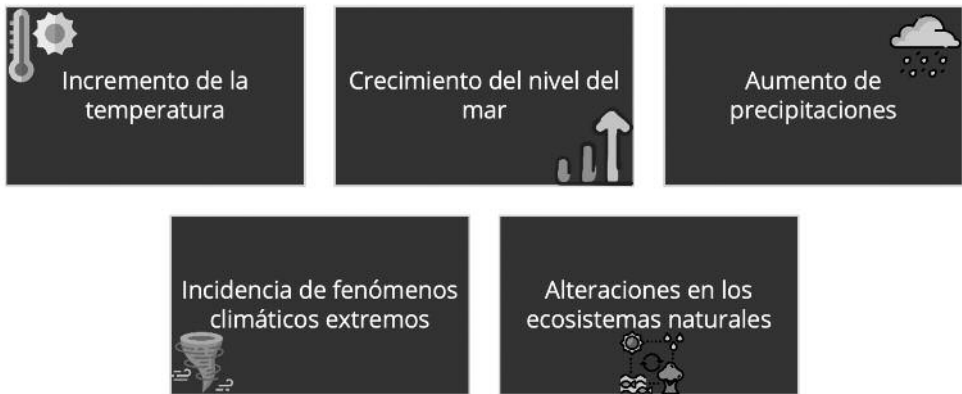 Incremento de la
temperatura
Crecimiento del nivel del
mar
Aumento de
precipitaciones
Incidencia de fenómenos
climáticos extremos
Alteraciones en los
ecosistemas naturales